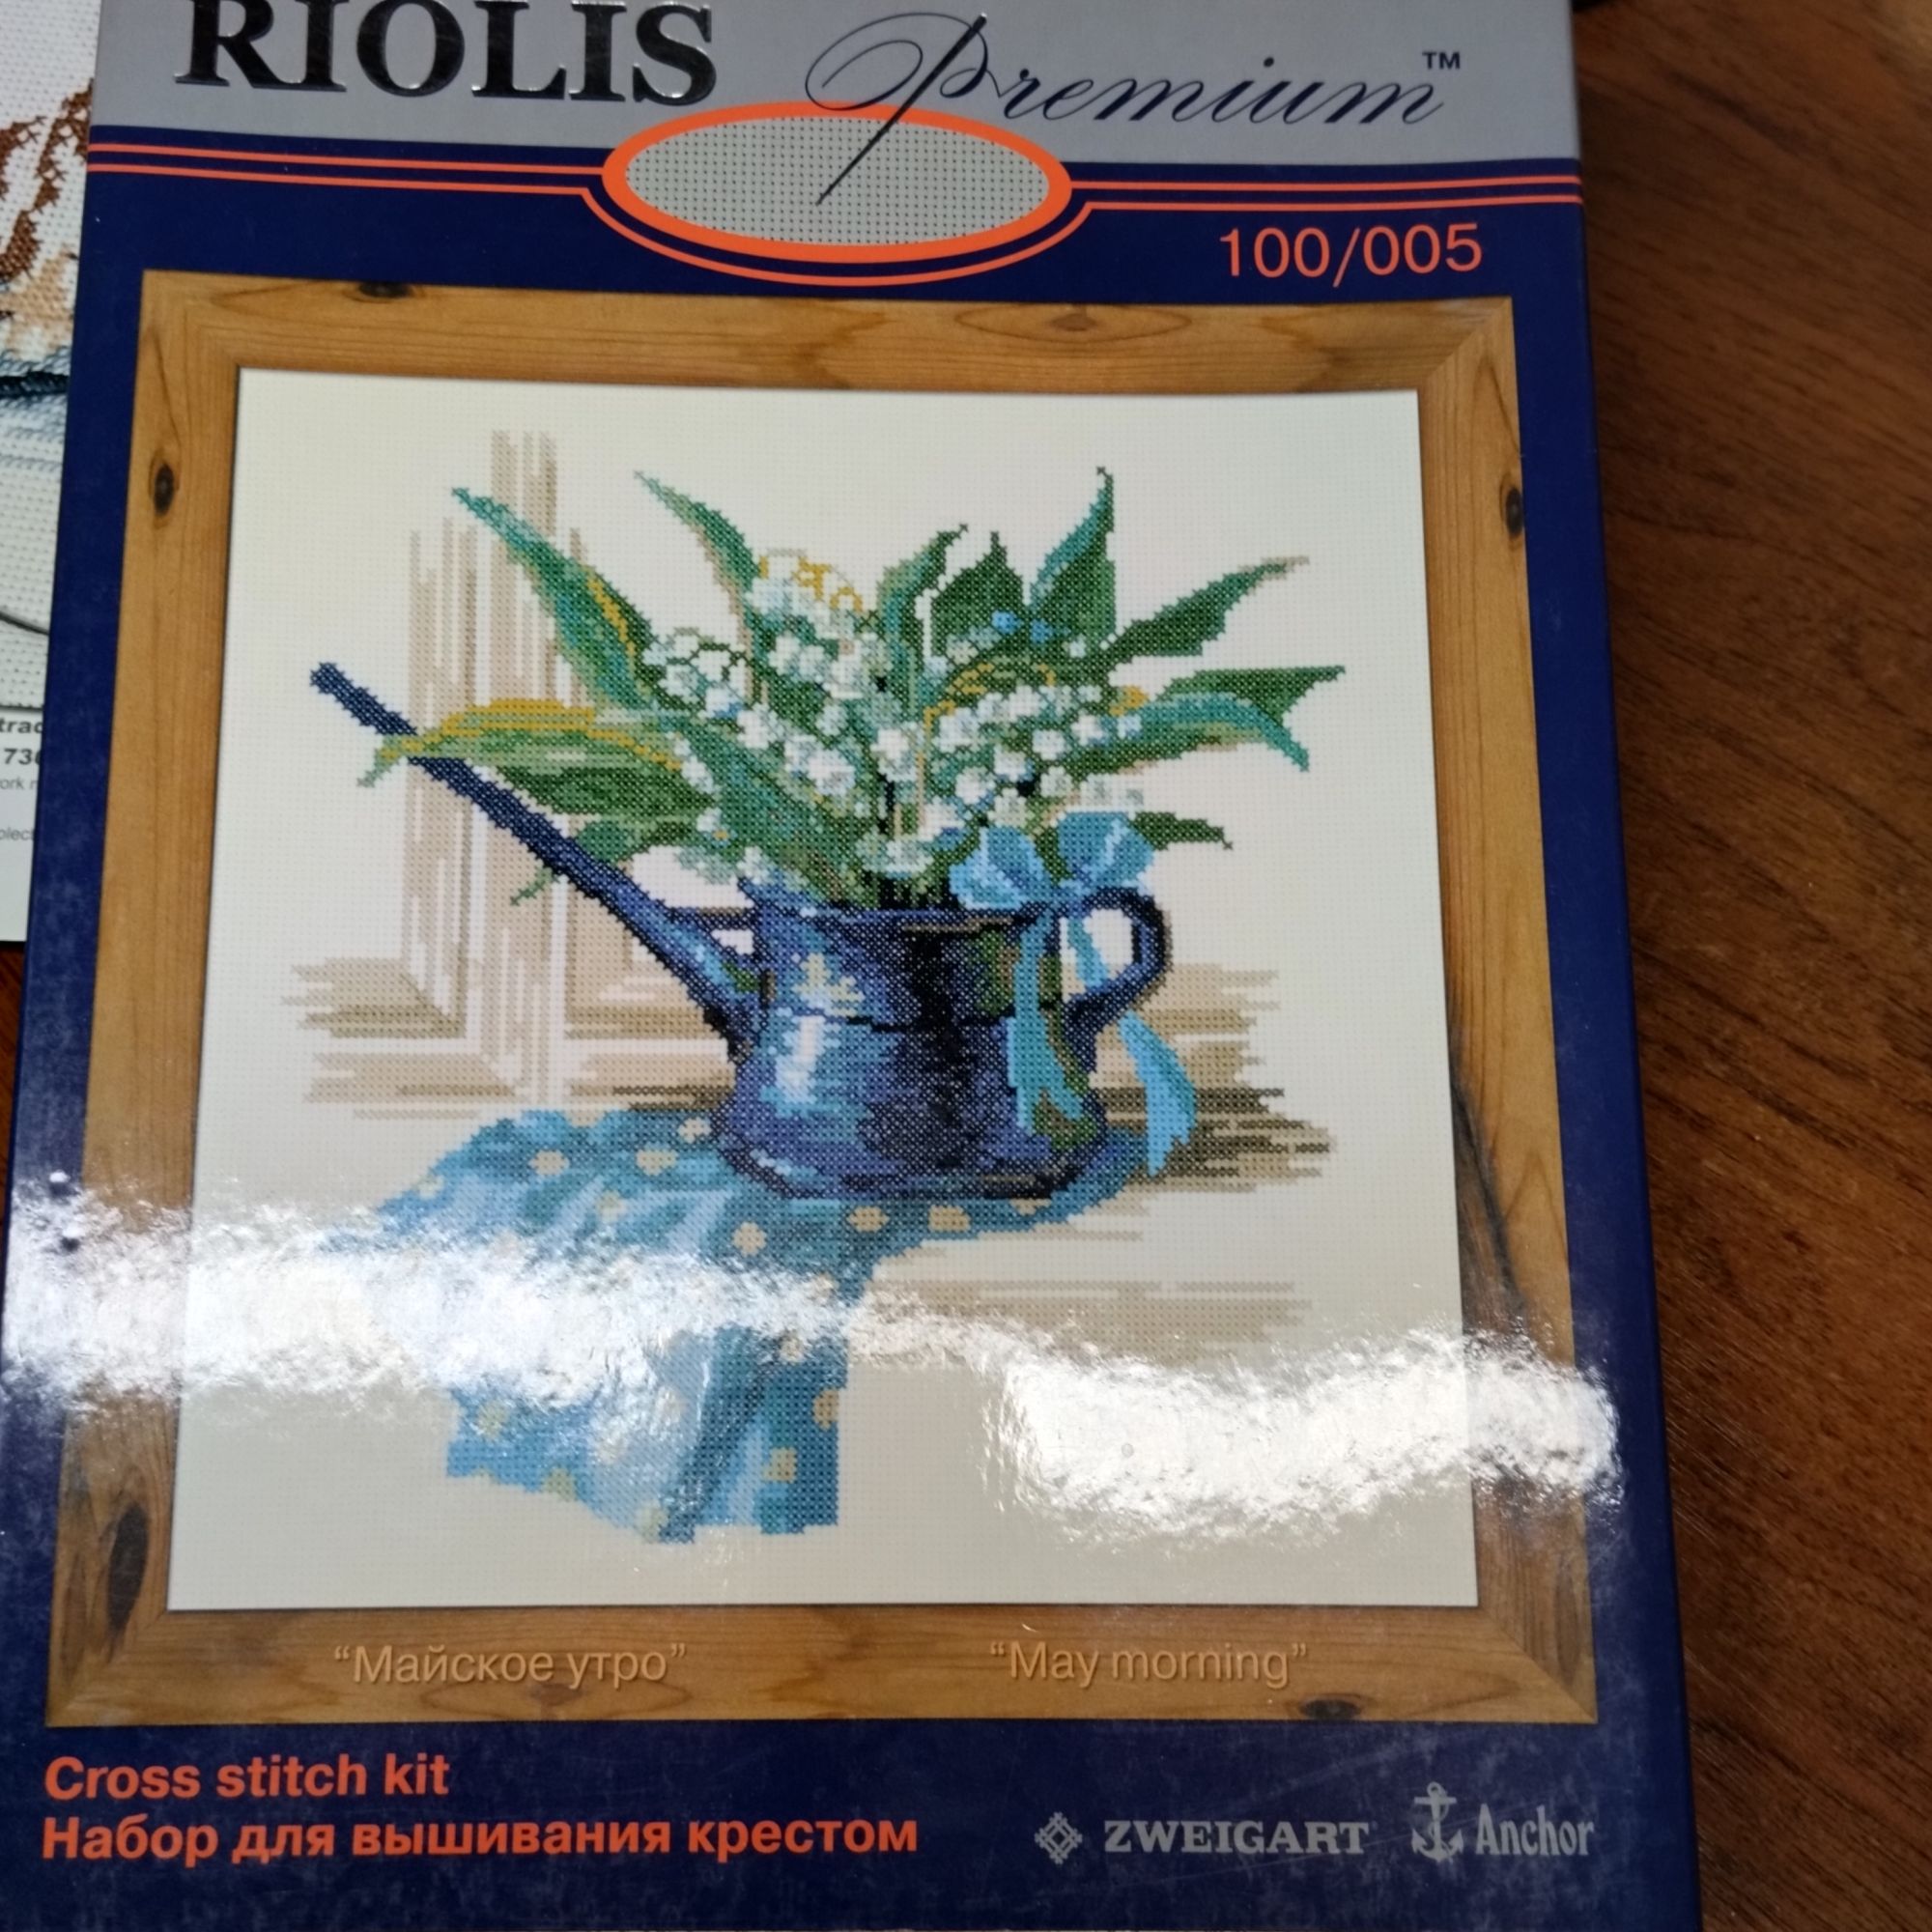 RIOLIS Premium™
100/005
“Майское утро” “May morning”
Cross stitch kit
Набор для вышивания крестом
ZWEIGART Anchor